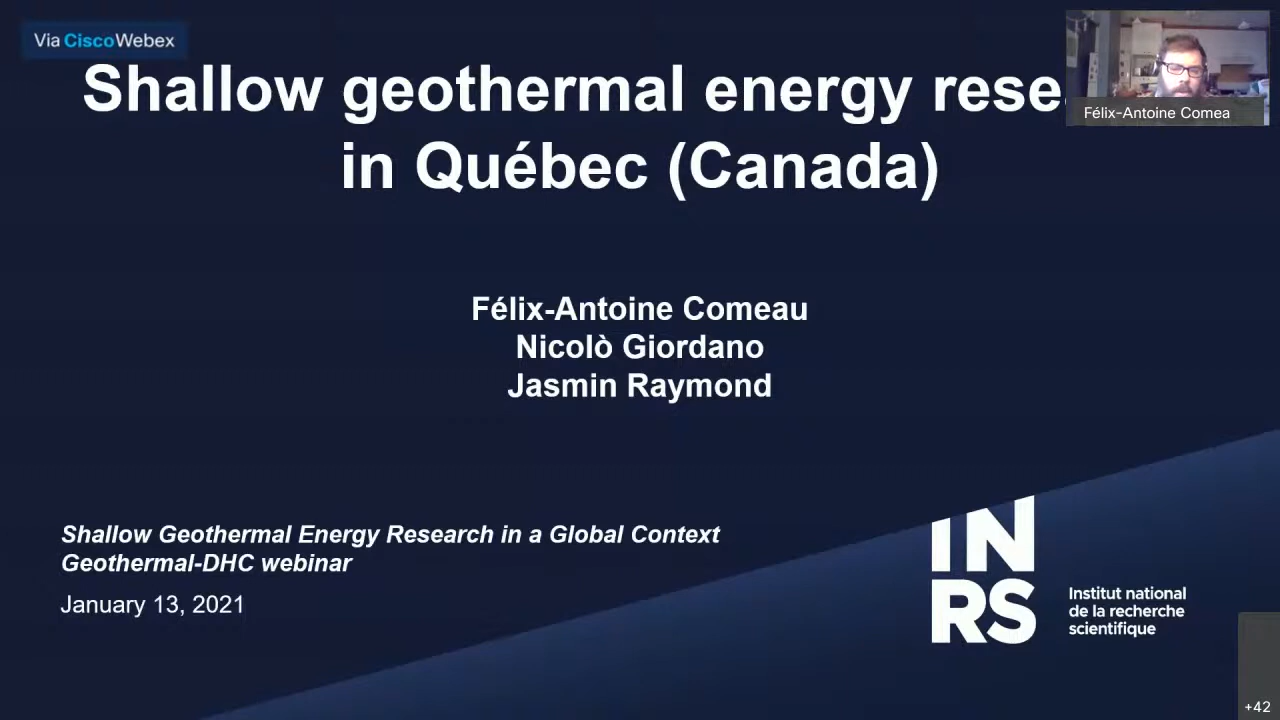 Via CiscoWebex
Shallow geothermal energy rese
in Québec (Canada)
Félix-Antoine Comea
Félix-Antoine Comeau
Nicolò Giordano
Jasmin Raymond
Shallow Geothermal Energy Research in a Global Context
Geothermal-DHC webinar
January 13, 2021
IN
RS
Institut national
de la recherche
scientifique
+42